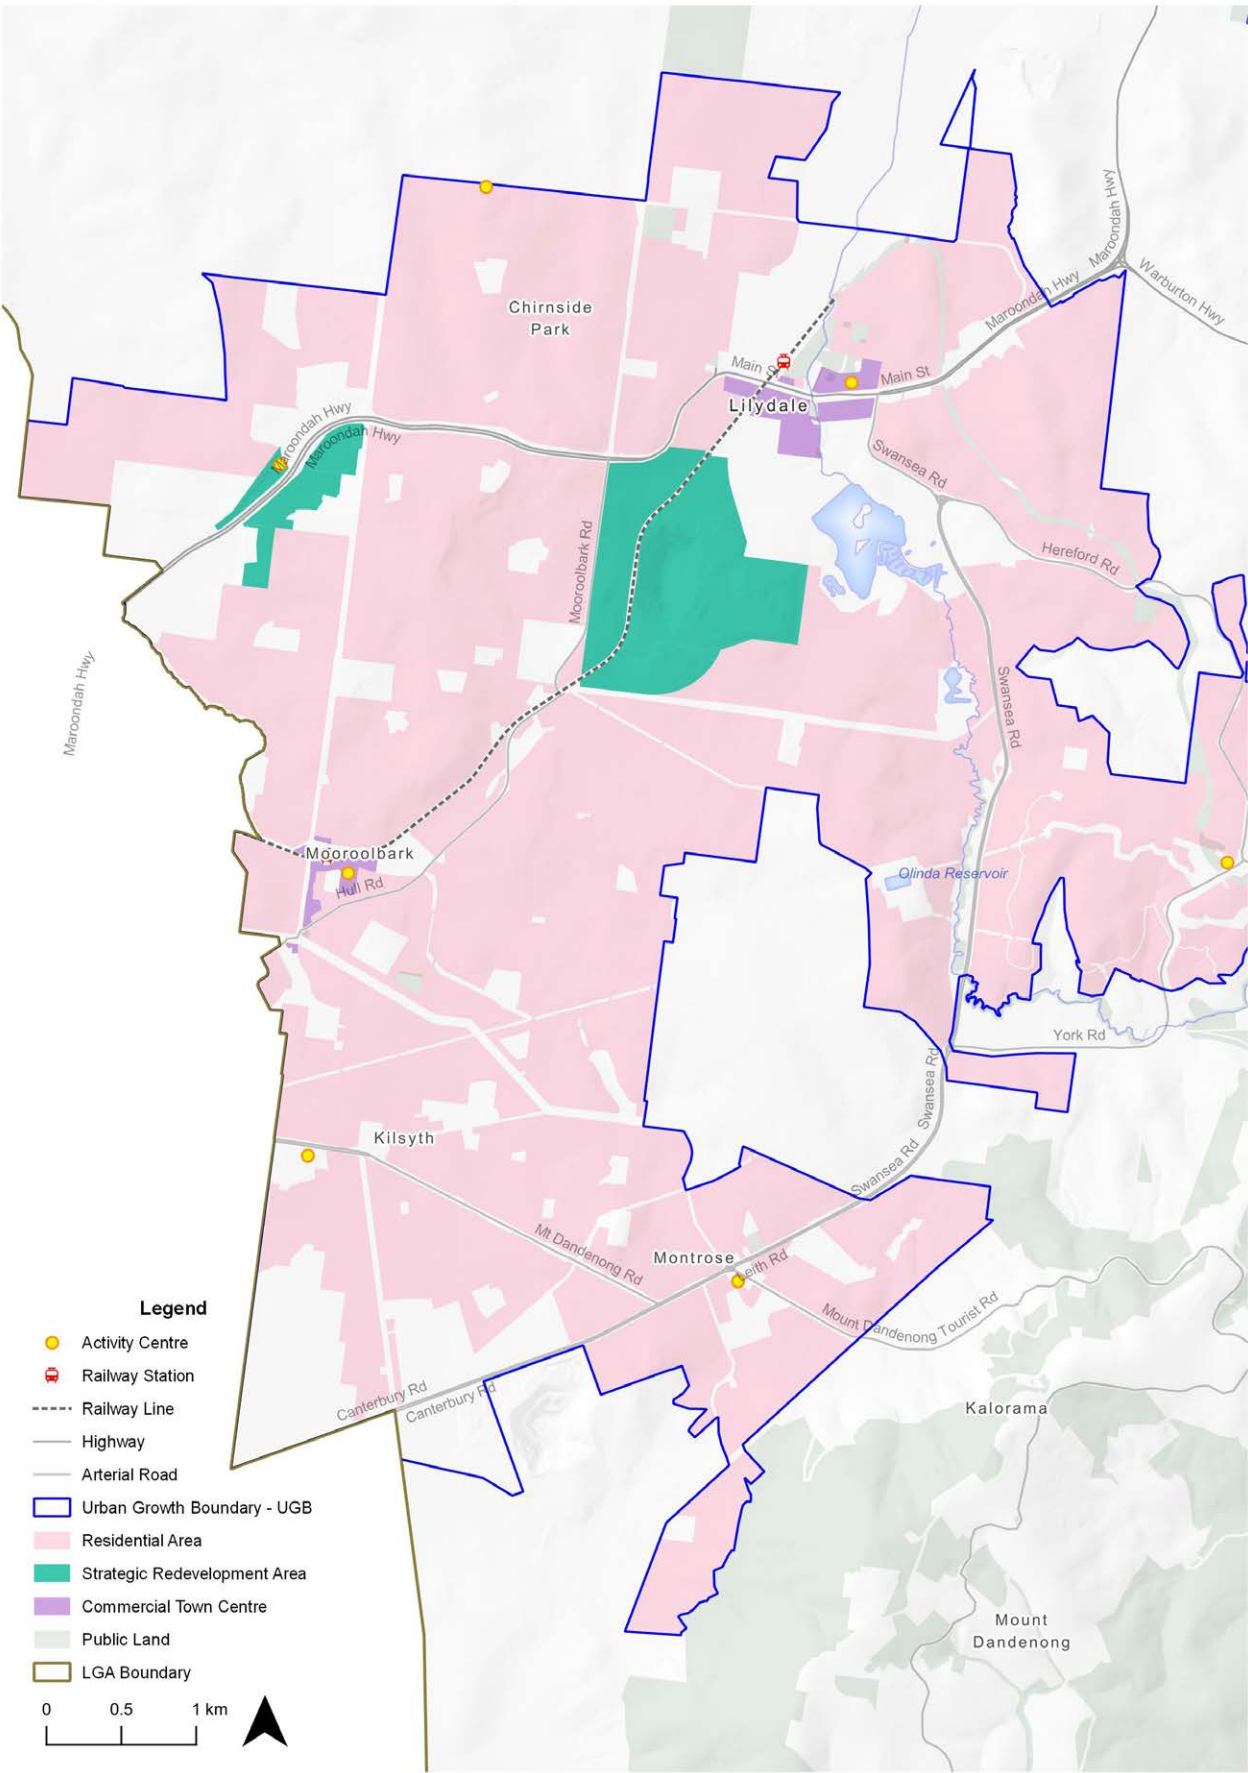 Maroondah Hwy
Warburton Hwy
Maroondah Hwy
Chirnside
Park
Main St
Main St
Lilydale
Maroondah Hwy
Maroondah Hwy
Swansea Rd
Mooroolbark Rd
Hereford Rd
Maroondah Hwy
Swansea Rd
Mooroolbark
Hull Rd
Olinda Reservoir
York Rd
Swansea Rd
Kilsyth
Swansea Rd
Mt Dandenong Rd
Montrose
Leith Rd
Mount Dandenong Tourist Rd
Canterbury Rd
Canterbury Rd
Kalorama
Mount
Dandenong
Legend
Activity Centre
Railway Station
Railway Line
Highway
Arterial Road
Urban Growth Boundary - UGB
Residential Area
Strategic Redevelopment Area
Commercial Town Centre
Public Land
LGA Boundary
0 0.5 1 km